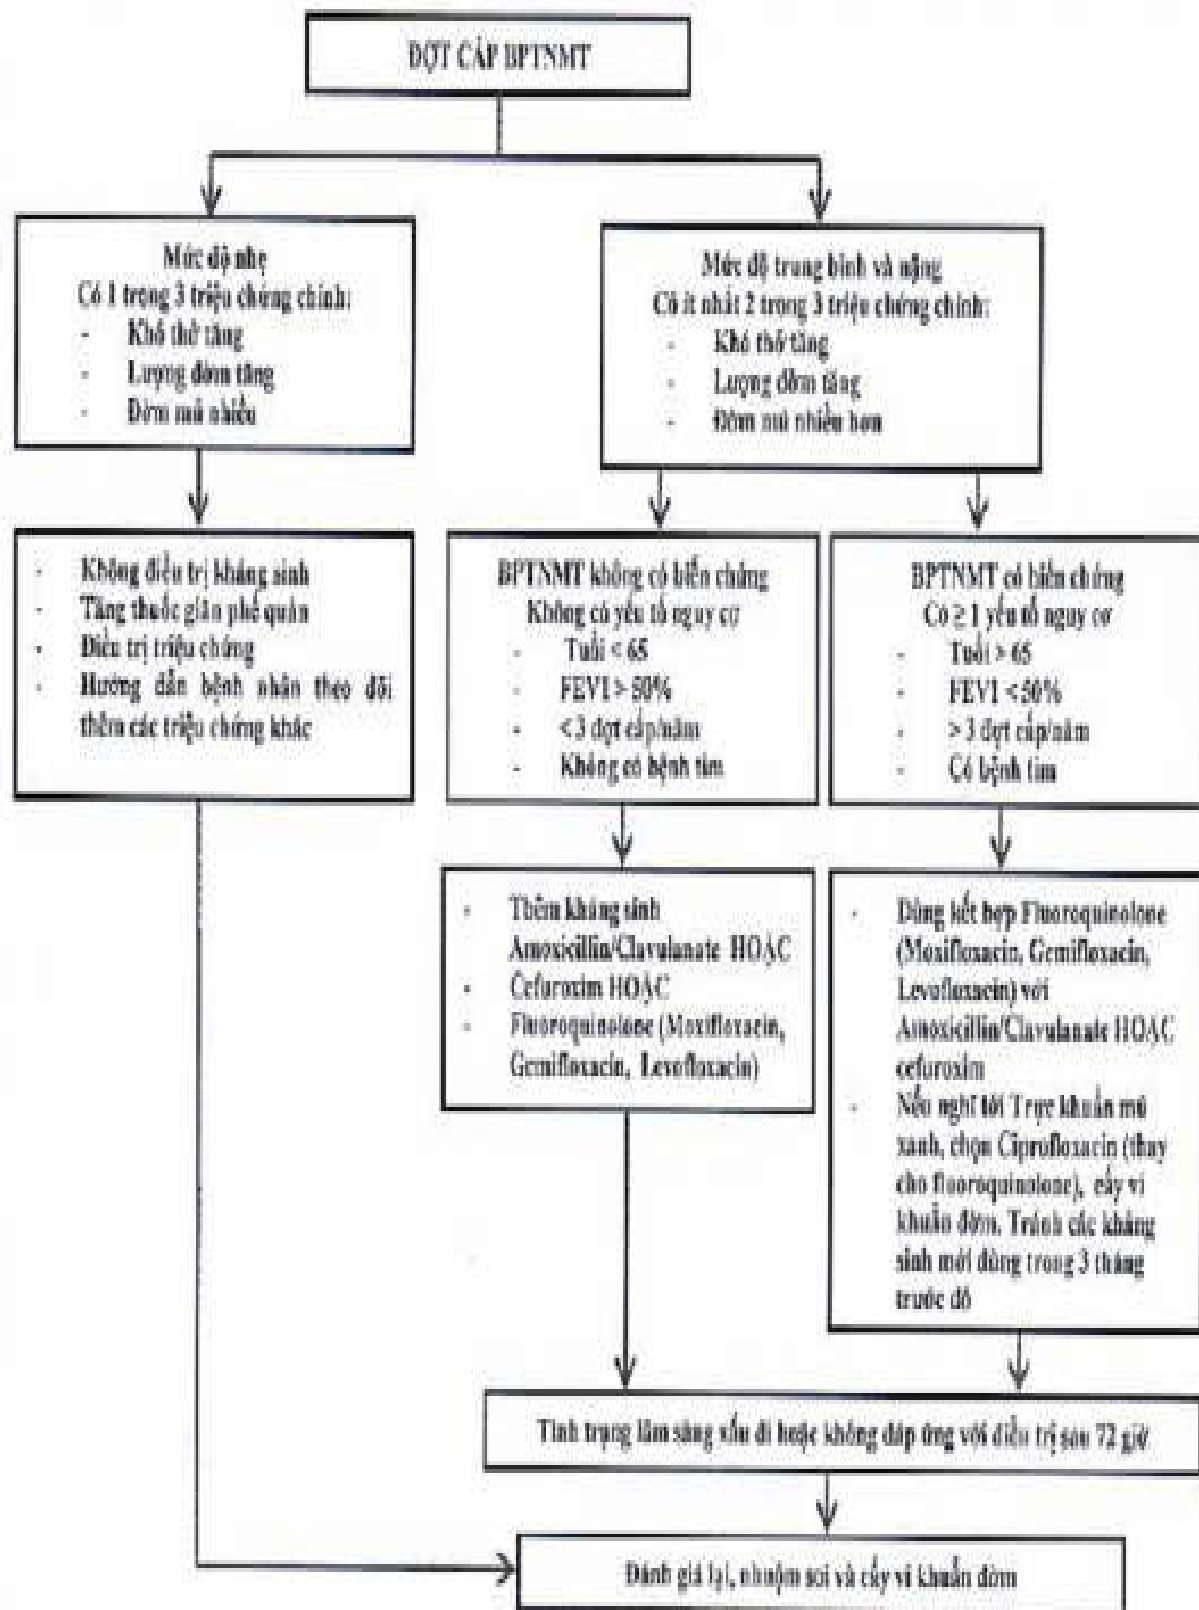 ĐỢT CẤP BPTNMT
Mức độ nhẹ
Có 1 trong 3 triệu chứng chính:
- Khó thở tăng
- Lượng đờm tăng
- Đờm mủ nhiều
Mức độ trung bình và nặng
Có ít nhất 2 trong 3 triệu chứng chính:
- Khó thở tăng
- Lượng đờm tăng
- Đờm mủ nhiều hơn
- Không điều trị kháng sinh
- Tăng thuốc giãn phế quản
- Điều trị triệu chứng
- Hướng dẫn bệnh nhân theo dõi
thêm các triệu chứng khác
BPTNMT không có biến chứng
Không có yếu tố nguy cơ
- Tuổi < 65
- FEV1 > 50%
- < 3 đợt cấp/năm
- Không có bệnh tim
BPTNMT có biến chứng
Có ≥ 1 yếu tố nguy cơ
- Tuổi > 65
- FEV1 < 50%
- > 3 đợt cấp/năm
- Có bệnh tim
- Thêm kháng sinh
Amoxicillin/Clavulanate HOẶC
- Cefuroxim HOẶC
- Fluoroquinolone (Moxifloxacin,
Gemifloxacin, Levofloxacin)
- Dùng kết hợp Fluoroquinolone
(Moxifloxacin, Gemifloxacin,
Levofloxacin) với
Amoxicillin/Clavulanate HOẶC
cefuroxim
- Nếu nghĩ tới Trực khuẩn mủ
xanh, chọn Ciprofloxacin (thay
cho fluoroquinolone), cấy vi
khuẩn đờm. Tránh các kháng
sinh mới dùng trong 3 tháng
trước đó
Tình trạng lâm sàng xấu đi hoặc không đáp ứng với điều trị sau 72 giờ
Đánh giá lại, nhuộm soi và cấy vi khuẩn đờm